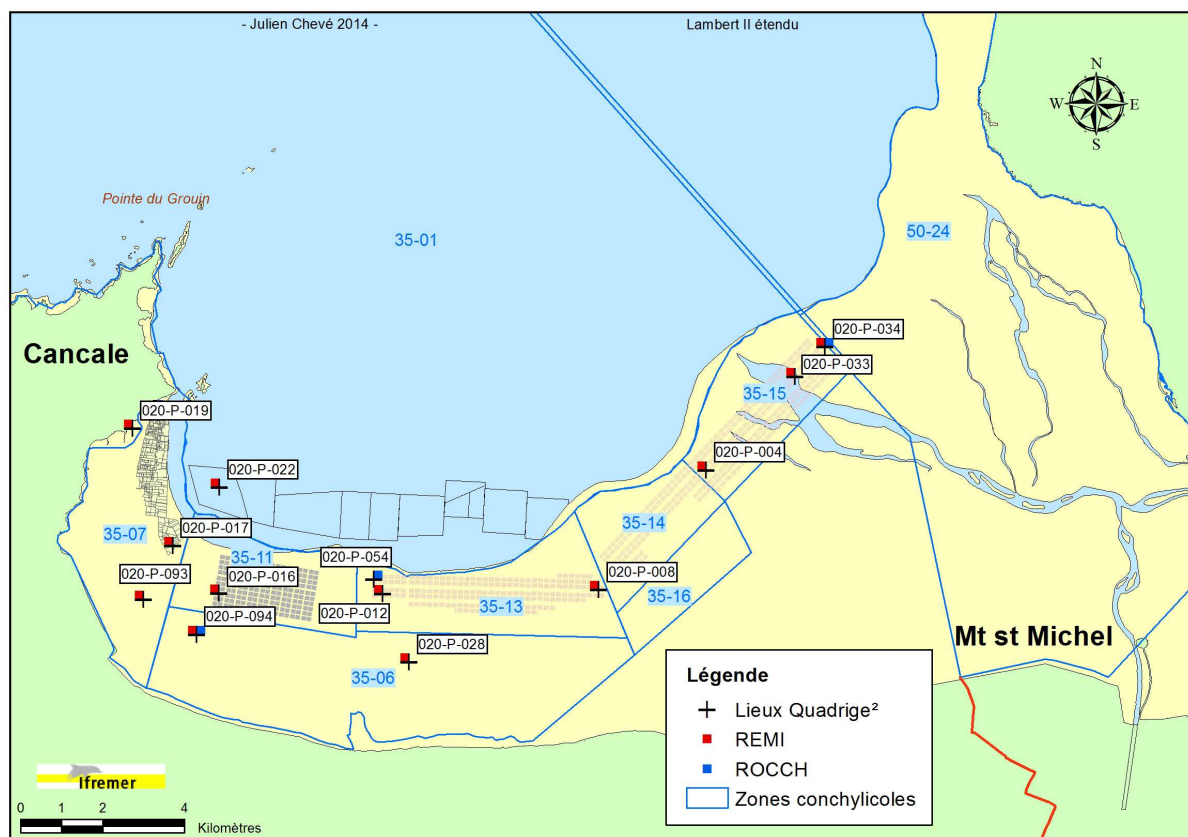 - Julien Chevé 2014 -
Lambert II étendu
N
W
E
S
Pointe du Grouin
35-01
50-24
Cancale
020-P-034
020-P-033
35-15
020-P-019
020-P-022
020-P-004
35-07
020-P-017
35-14
35-11
020-P-054
020-P-093
020-P-016
020-P-008
35-13
35-16
020-P-012
020-P-094
020-P-028
35-06
Mt st Michel
Légende
Lieux Quadrige²
REMI
ROCCH
Zones conchylicoles
Ifremer
0 1 2 4
Kilomètres